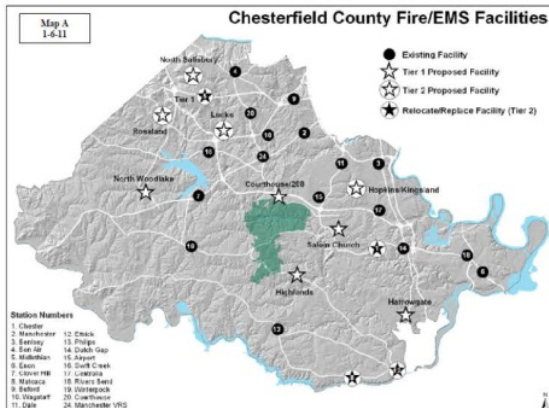 Map A
1-6-11
Chesterfield County Fire/EMS Facilities
Existing Facility
Tier 1 Proposed Facility
Tier 2 Proposed Facility
Relocate/Replace Facility (Tier 2)
North Salisbury
Tier 1
Lucks
Roseland
North Woodlake
Courthouse/288
Hopkins/Kingsland
Salem Church
Highlands
Harrowgate
Station Numbers
1. Chester
2. Manchester
3. Bensley
4. Bon Air
5. Midlothian
6. Enon
7. Clover Hill
8. Matoaca
9. Buford
10. Wagstaff
11. Dale
12. Ettrick
13. Phillips
14. Dutch Gap
15. Airport
16. Swift Creek
17. Centralia
18. Rivers Bend
19. Winterpock
20. Courthouse
24. Manchester VRS